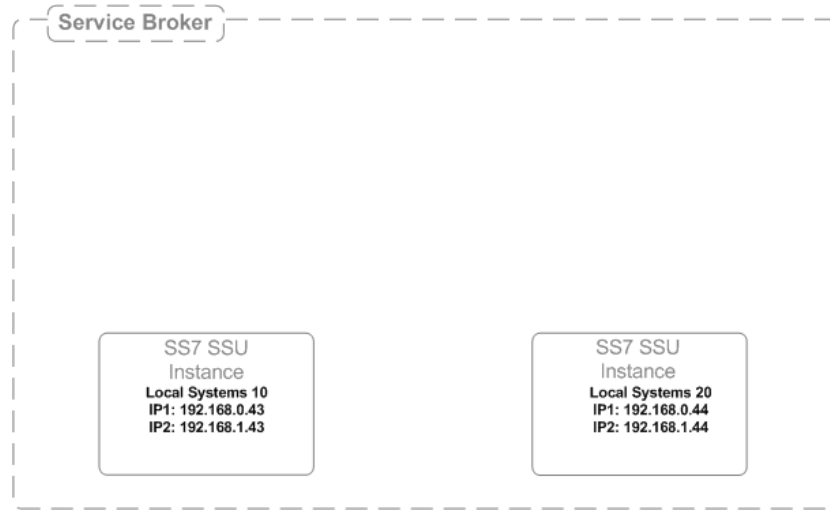 Service Broker
SS7 SSU
Instance
Local Systems 10
IP1: 192.168.0.43
IP2: 192.168.1.43
SS7 SSU
Instance
Local Systems 20
IP1: 192.168.0.44
IP2: 192.168.1.44